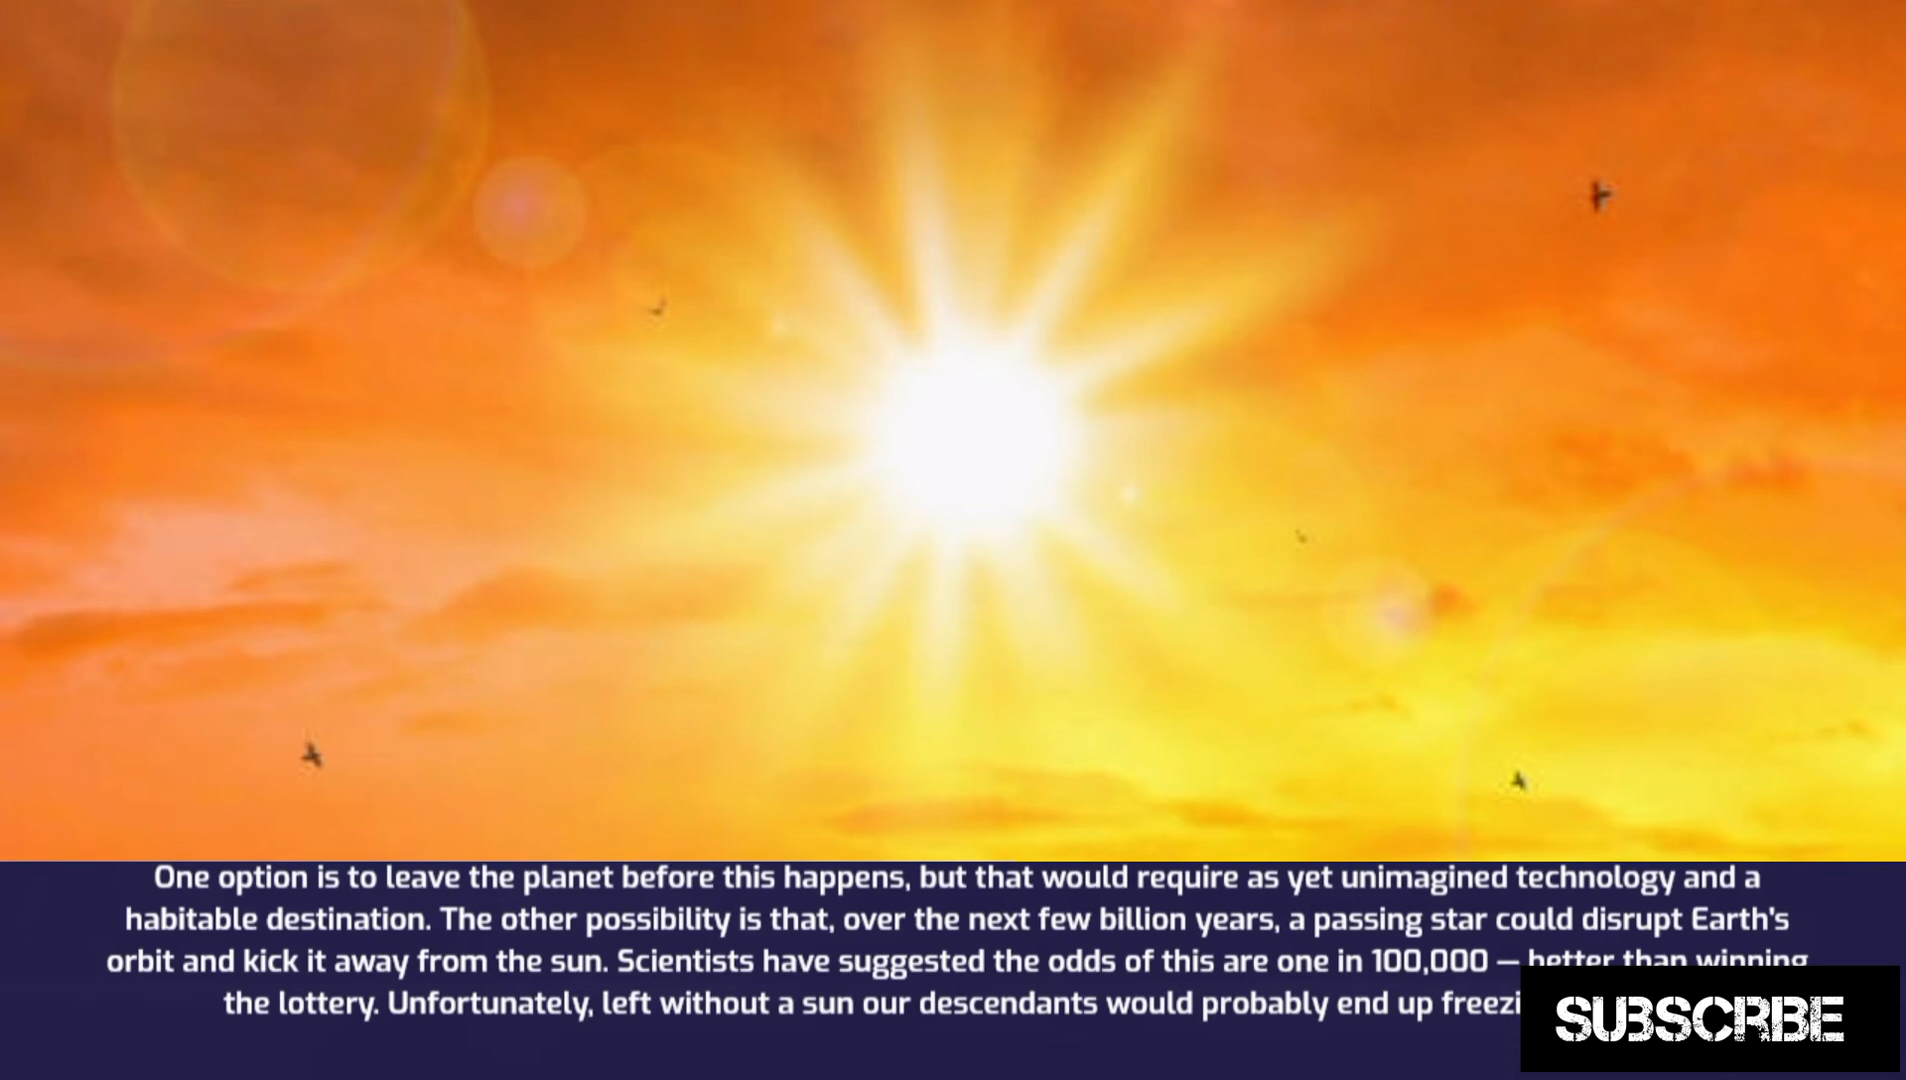 One option is to leave the planet before this happens, but that would require as yet unimagined technology and a
habitable destination. The other possibility is that, over the next few billion years, a passing star could disrupt Earth's
orbit and kick it away from the sun. Scientists have suggested the odds of this are one in 100,000 — better than winning
the lottery. Unfortunately, left without a sun our descendants would probably end up
SUBSCRBE